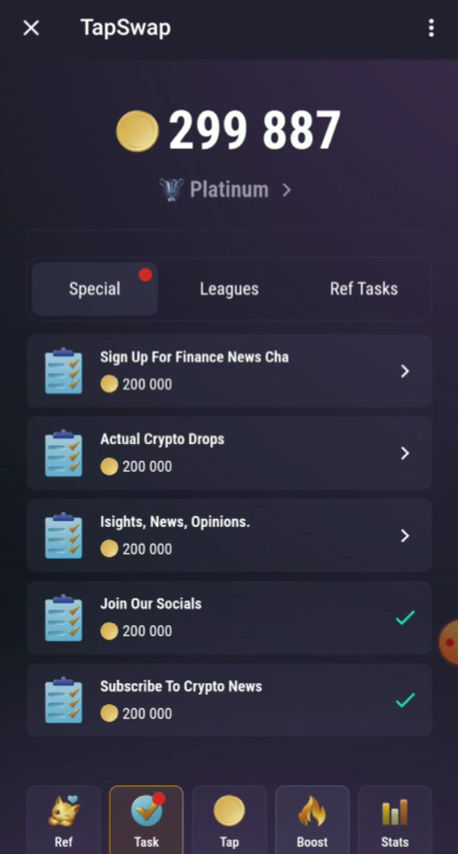 TapSwap
299 887
Platinum
Special
Leagues
Ref Tasks
Sign Up For Finance News Cha
200 000
Actual Crypto Drops
200 000
Isights, News, Opinions.
200 000
Join Our Socials
200 000
Subscribe To Crypto News
200 000
Ref
Task
Tap
Boost
Stats